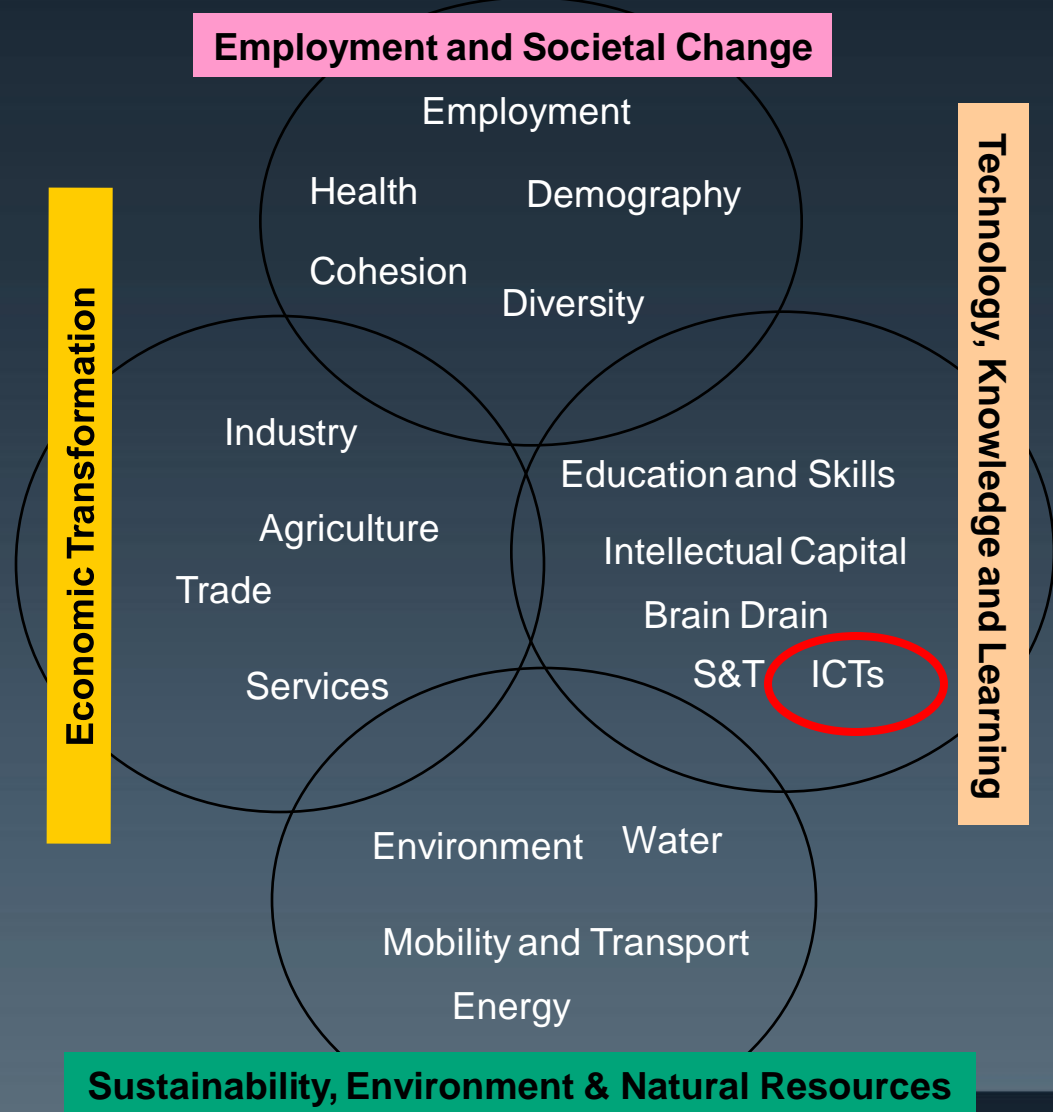 Employment and Societal Change
Employment
Health
Demography
Cohesion
Diversity
Economic Transformation
Industry
Agriculture
Trade
Services
Technology, Knowledge and Learning
Education and Skills
Intellectual Capital
Brain Drain
S&T
ICTs
Environment
Water
Mobility and Transport
Energy
Sustainability, Environment & Natural Resources